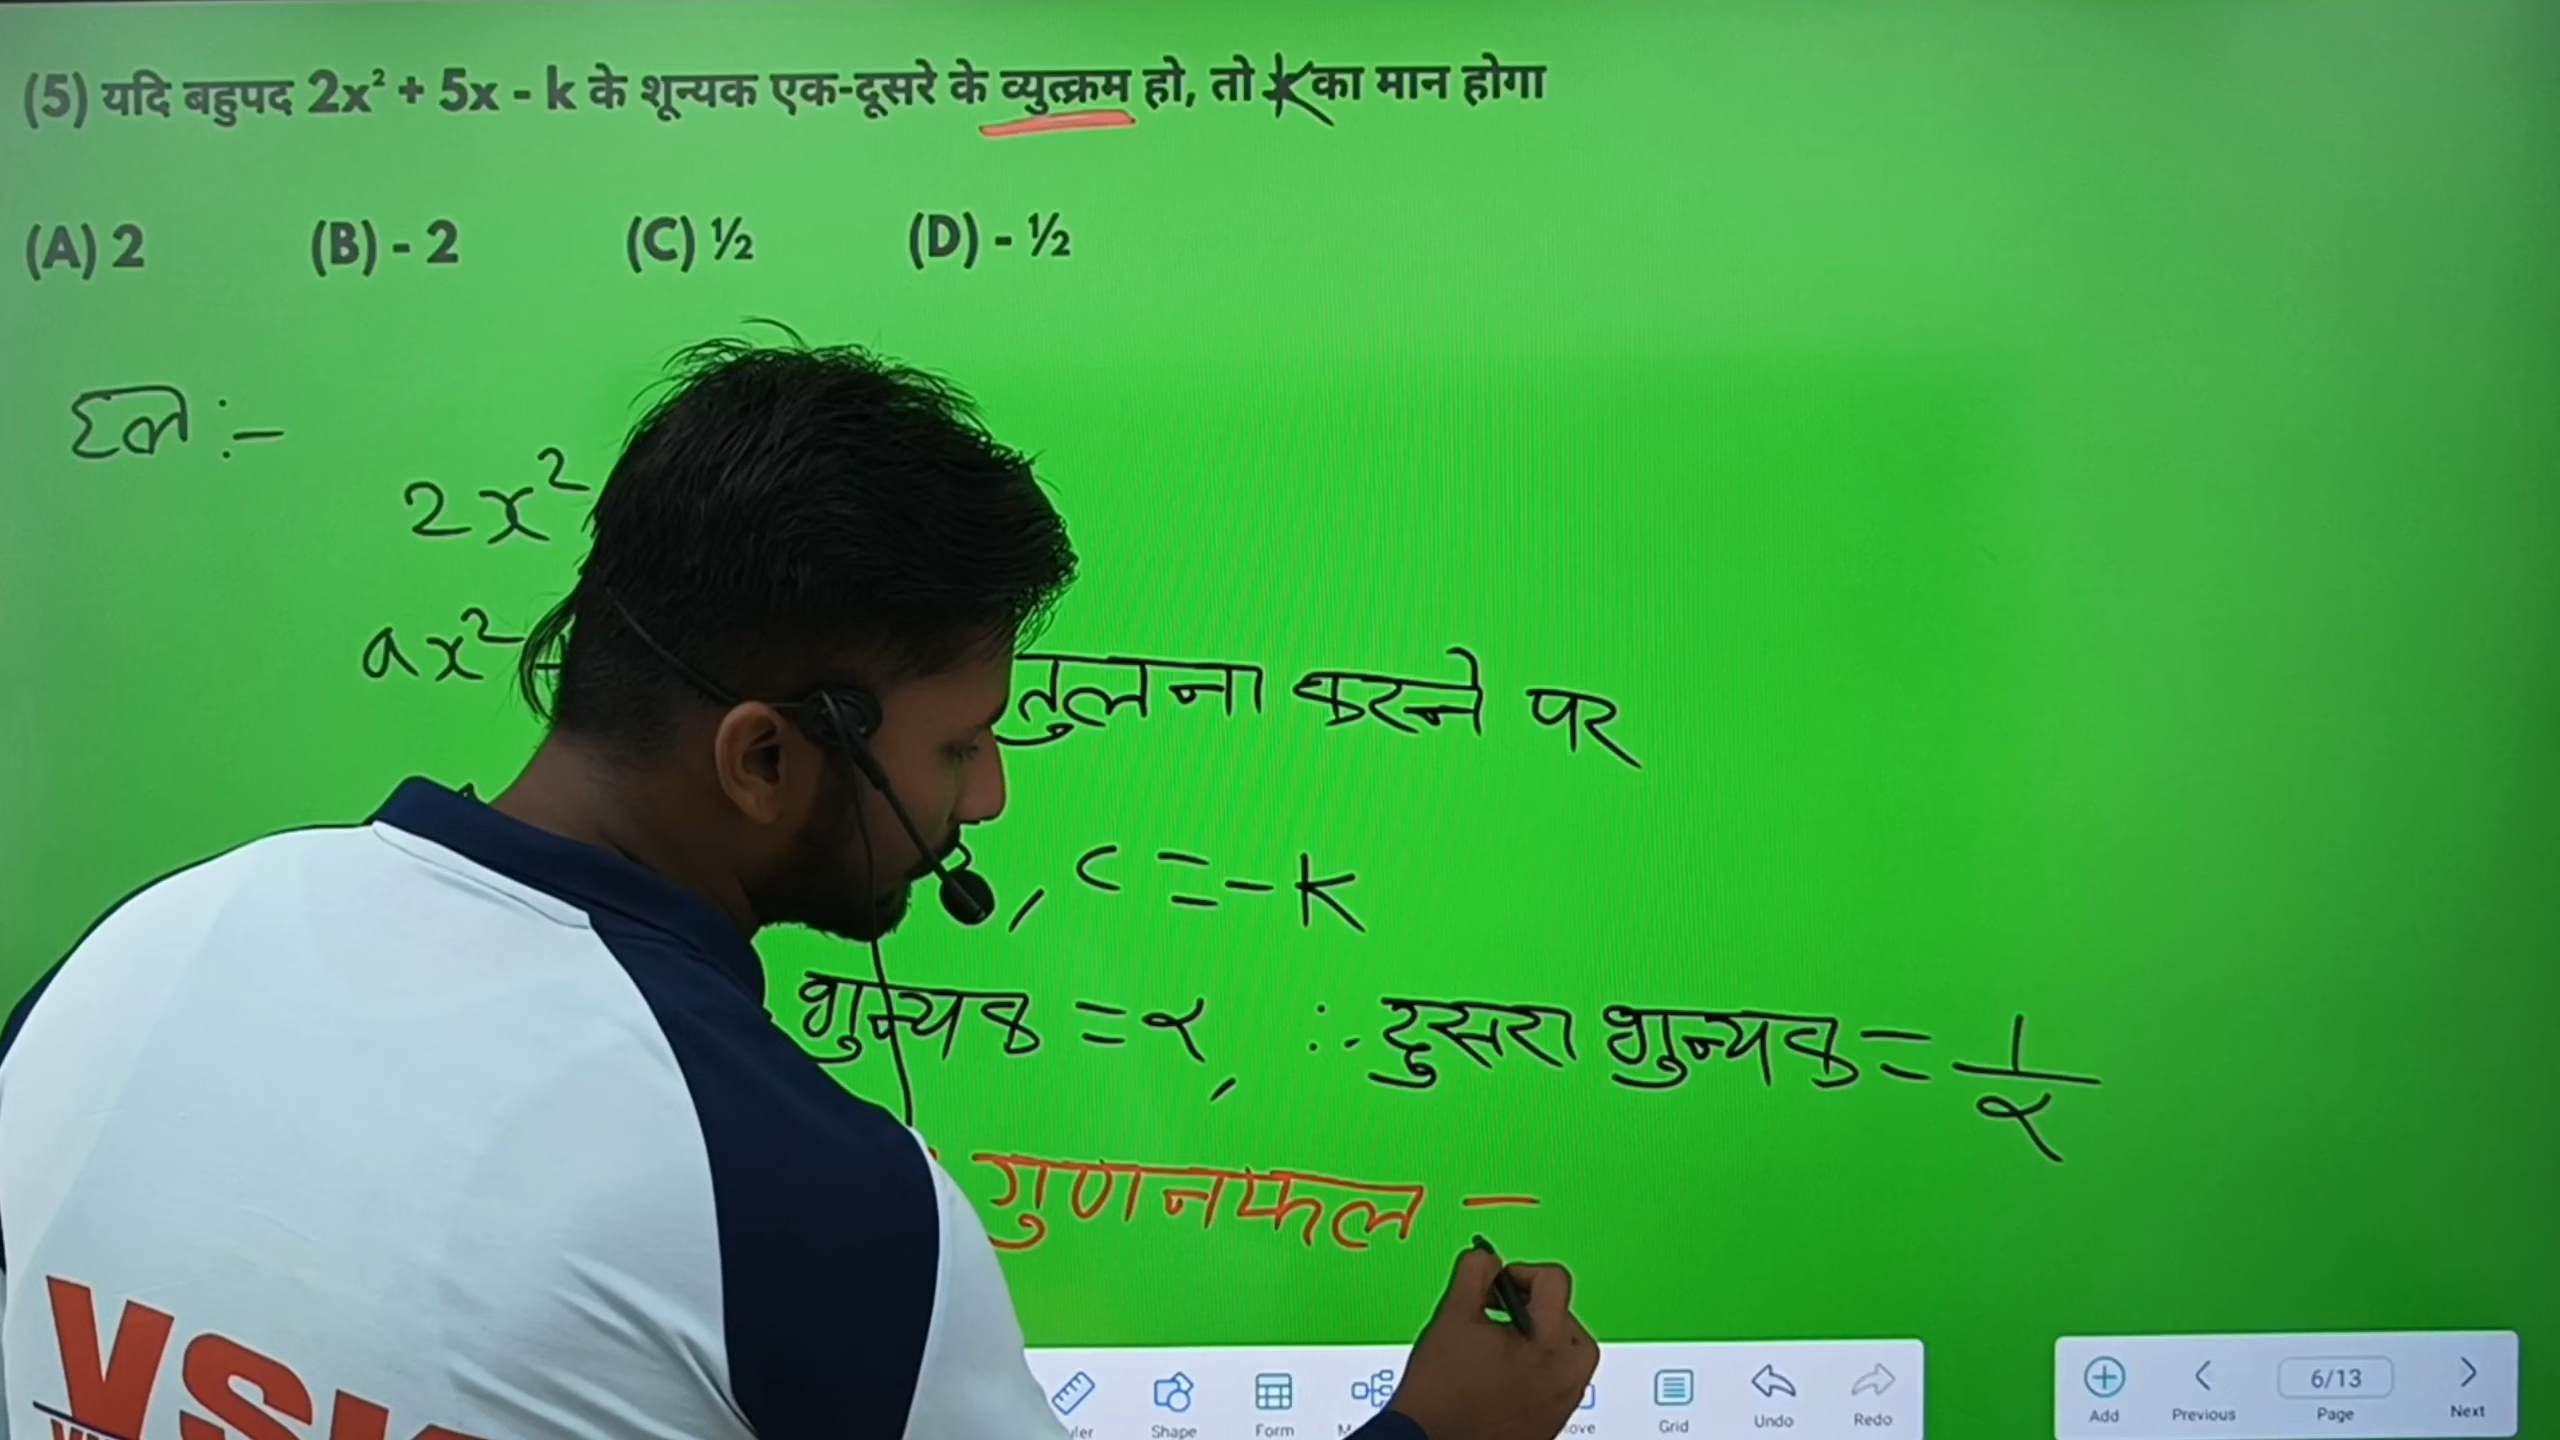 (5) यदि बहुपद 2x² + 5x - k के शून्यक एक-दूसरे के व्युत्क्रम हो, तो k का मान होगा
(A) 2 (B) - 2 (C) ½ (D) - ½
हल :-
2x²
ax² +
तुलना करने पर
, c = -k
शुन्यक = α, ∴ दुसरा शुन्यक = 1/α
गुणनफल -
Shape Form Grid Undo Redo
Add Previous 6/13 Page Next